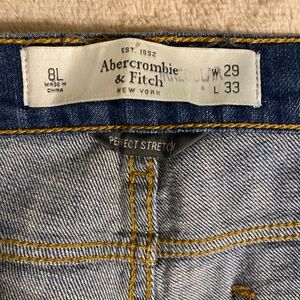 EST. 1892
8L
MADE IN
CHINA
Abercrombie
& Fitch
NEW YORK
W 29
L 33
PERFECT STRETCH